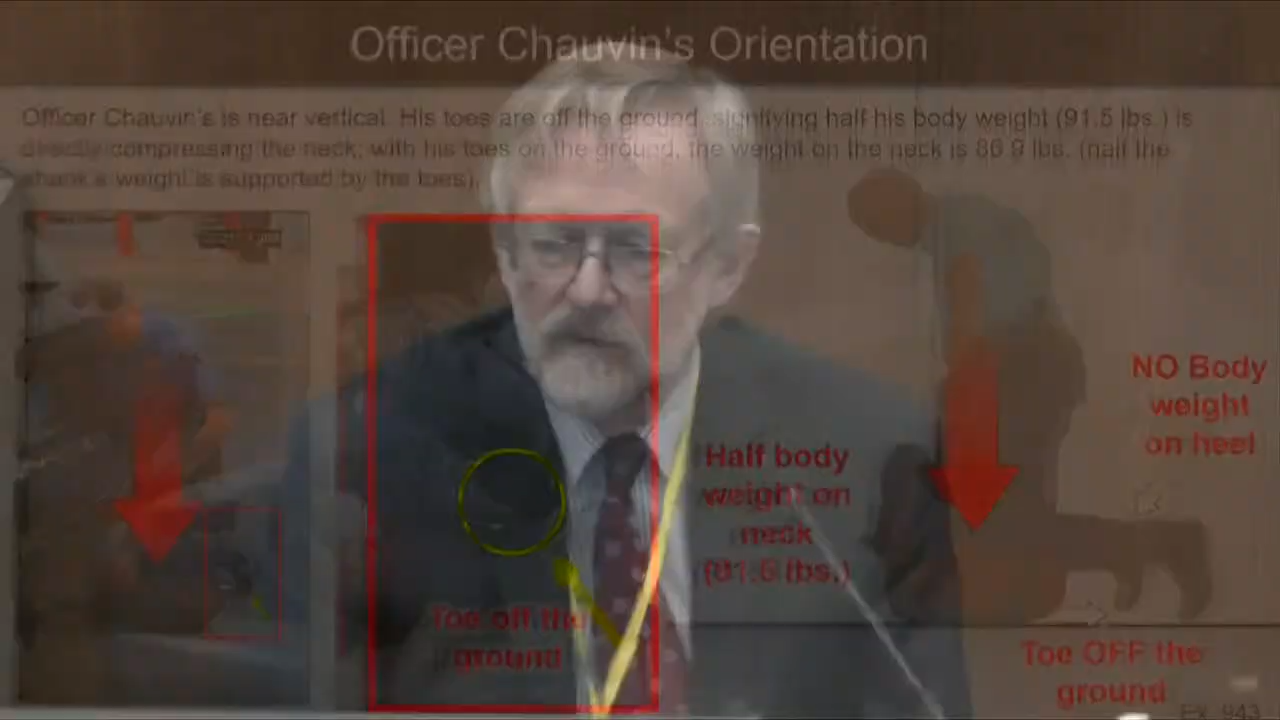 Officer Chauvin's Orientation
Officer Chauvin's is near vertical. His toes are off the ground, signifying half his body weight (91.5 lbs.) is
directly compressing the neck; with his toes on the ground, the weight on the neck is 86.9 lbs. (half the
shank's weight is supported by the toes).
NO Body
weight
on heel
Half body
weight on
neck
(91.5 lbs.)
Toe off the
ground
Toe OFF the
ground
Ex. 943